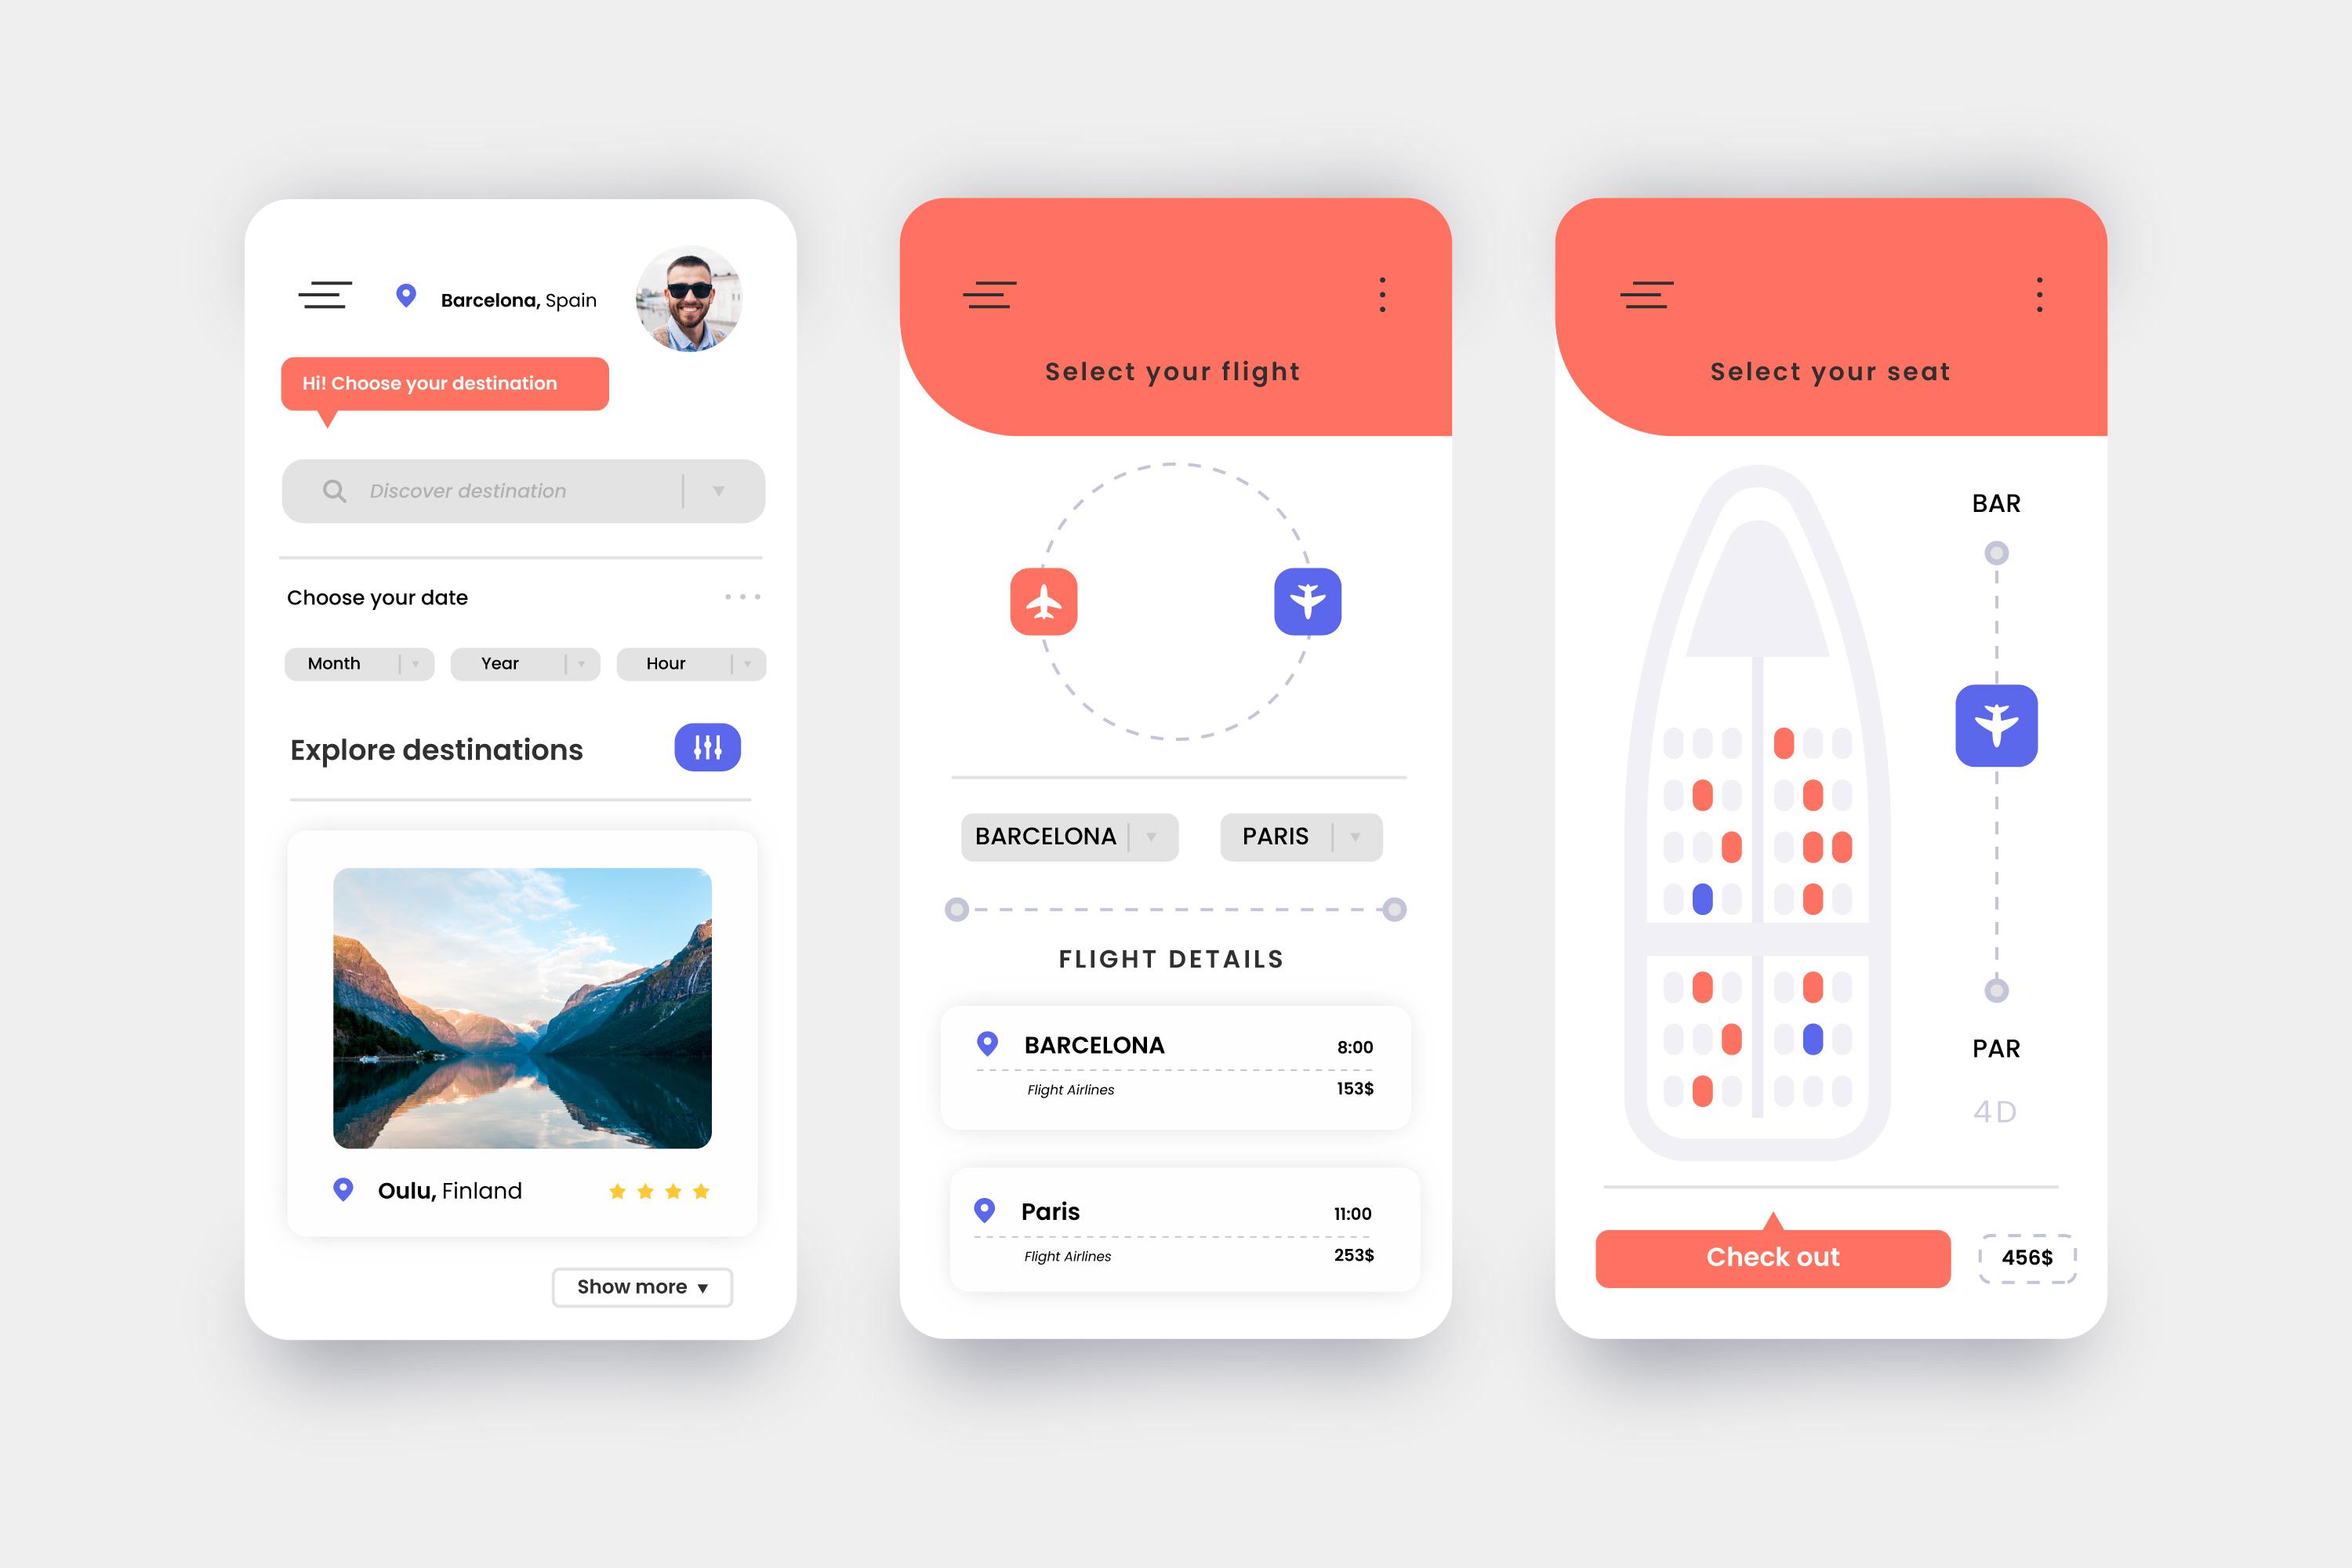 Barcelona, Spain
Hi! Choose your destination
Discover destination
Choose your date
Month Year Hour
Explore destinations
Oulu, Finland
Show more
Select your flight
BARCELONA PARIS
FLIGHT DETAILS
BARCELONA 8:00
Flight Airlines 153$
Paris 11:00
Flight Airlines 253$
Select your seat
BAR
PAR
4D
Check out 456$